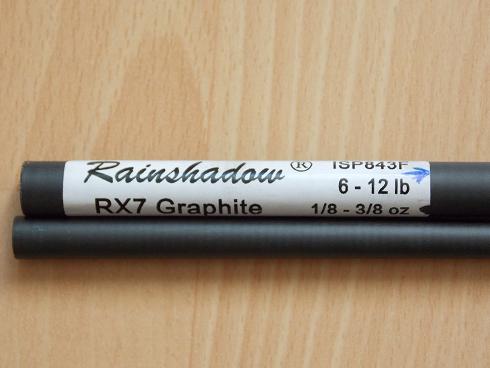 Rainshadow®
RX7 Graphite
ISP843F
6 - 12 lb
1/8 - 3/8 oz